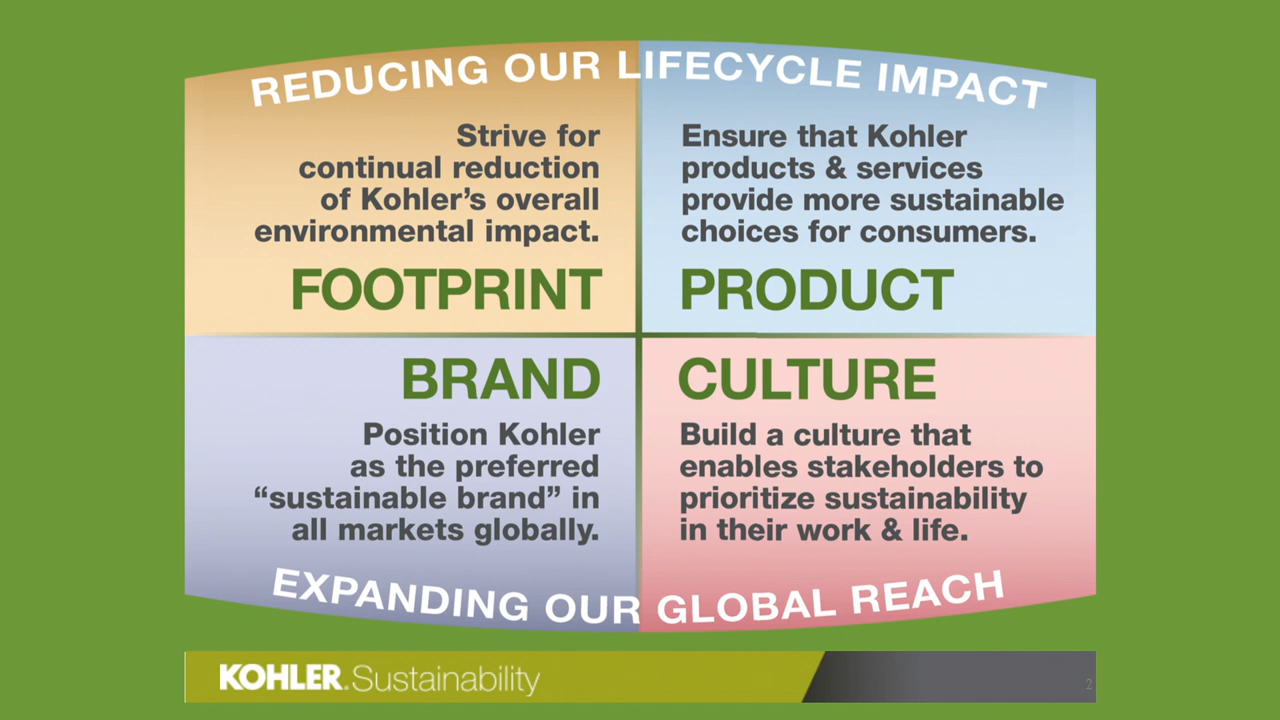 REDUCING OUR LIFECYCLE IMPACT
Strive for
continual reduction
of Kohler's overall
environmental impact.
FOOTPRINT
Ensure that Kohler
products & services
provide more sustainable
choices for consumers.
PRODUCT
BRAND
Position Kohler
as the preferred
“sustainable brand” in
all markets globally.
CULTURE
Build a culture that
enables stakeholders to
prioritize sustainability
in their work & life.
EXPANDING OUR GLOBAL REACH
KOHLER. Sustainability
2